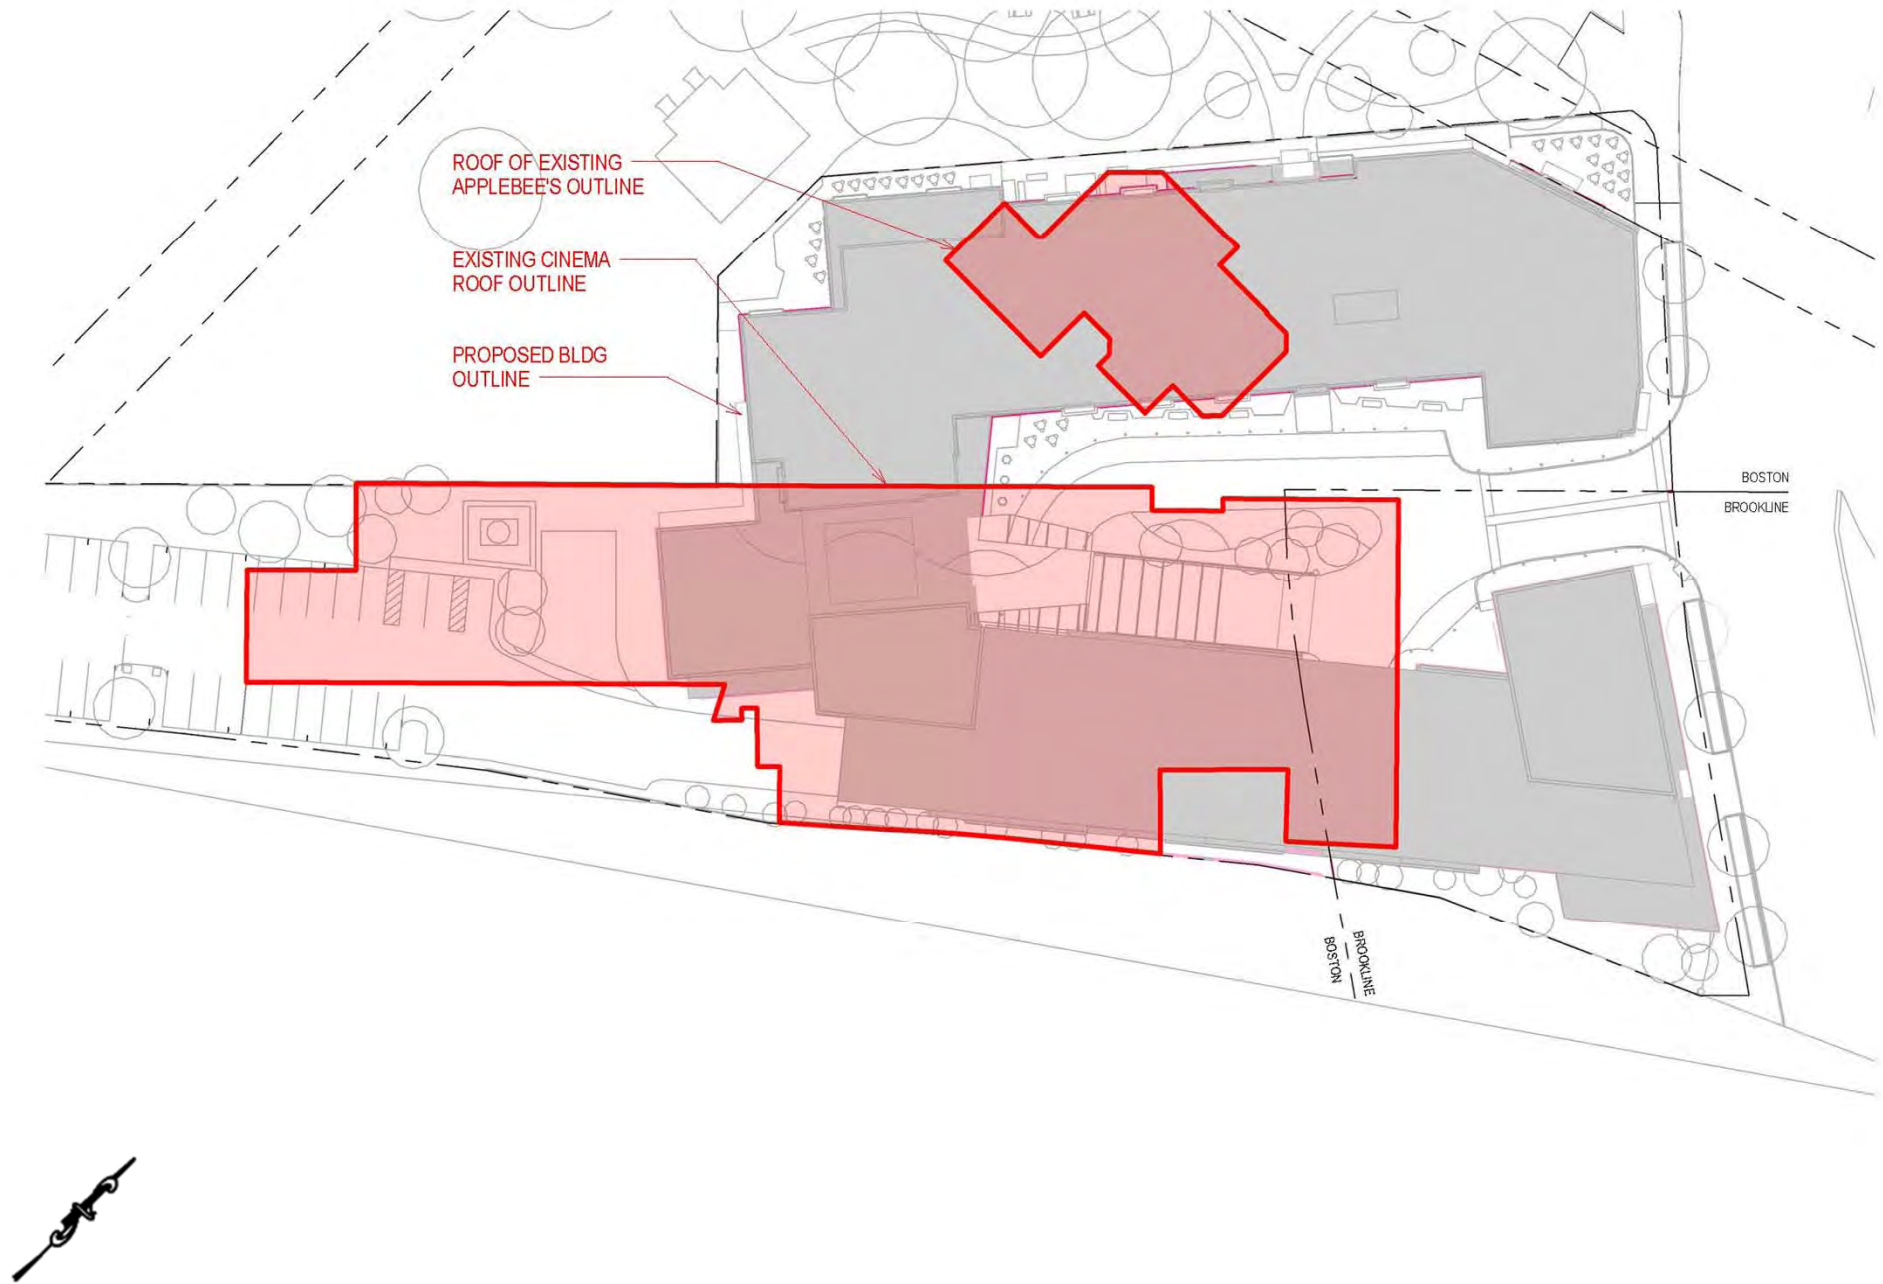 ROOF OF EXISTING
APPLEBEE'S OUTLINE
EXISTING CINEMA
ROOF OUTLINE
PROPOSED BLDG
OUTLINE
BOSTON
BROOKLINE
BROOKLINE
BOSTON